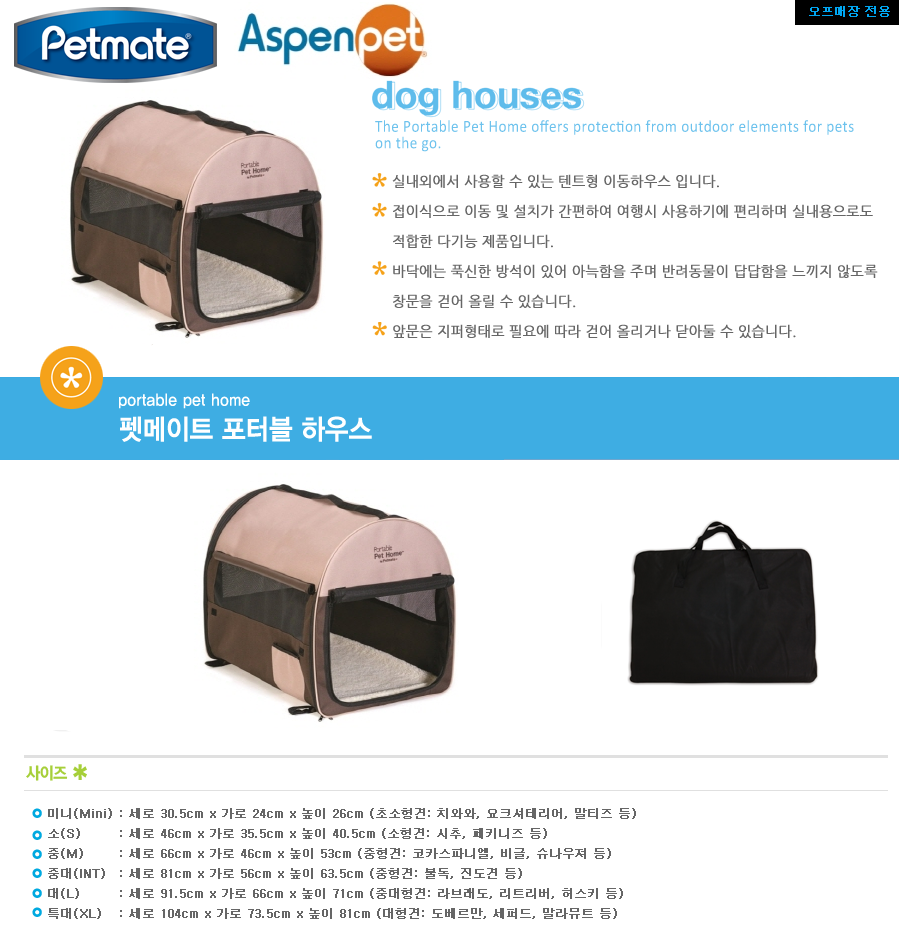 오프매장 전용
Petmate®
Aspenpet®
dog houses
The Portable Pet Home offers protection from outdoor elements for pets
on the go.
Portable
Pet Home™
by Petmate
* 실내외에서 사용할 수 있는 텐트형 이동하우스 입니다.
* 접이식으로 이동 및 설치가 간편하여 여행시 사용하기에 편리하며 실내용으로도
적합한 다기능 제품입니다.
* 바닥에는 푹신한 방석이 있어 아늑함을 주며 반려동물이 답답함을 느끼지 않도록
창문을 걷어 올릴 수 있습니다.
* 앞문은 지퍼형태로 필요에 따라 걷어 올리거나 닫아둘 수 있습니다.
*
portable pet home
펫메이트 포터블 하우스
Portable
Pet Home™
by Petmate
사이즈 *
미니(Mini) : 세로 30.5cm x 가로 24cm x 높이 26cm (초소형견: 치와와, 요크셔테리어, 말티즈 등)
소(S) : 세로 46cm x 가로 35.5cm x 높이 40.5cm (소형견: 시추, 페키니즈 등)
중(M) : 세로 66cm x 가로 46cm x 높이 53cm (중형견: 코카스파니엘, 비글, 슈나우져 등)
중대(INT) : 세로 81cm x 가로 56cm x 높이 63.5cm (중형견: 불독, 진도견 등)
대(L) : 세로 91.5cm x 가로 66cm x 높이 71cm (중대형견: 라브래도, 리트리버, 허스키 등)
특대(XL) : 세로 104cm x 가로 73.5cm x 높이 81cm (대형견: 도베르만, 세퍼드, 말라뮤트 등)